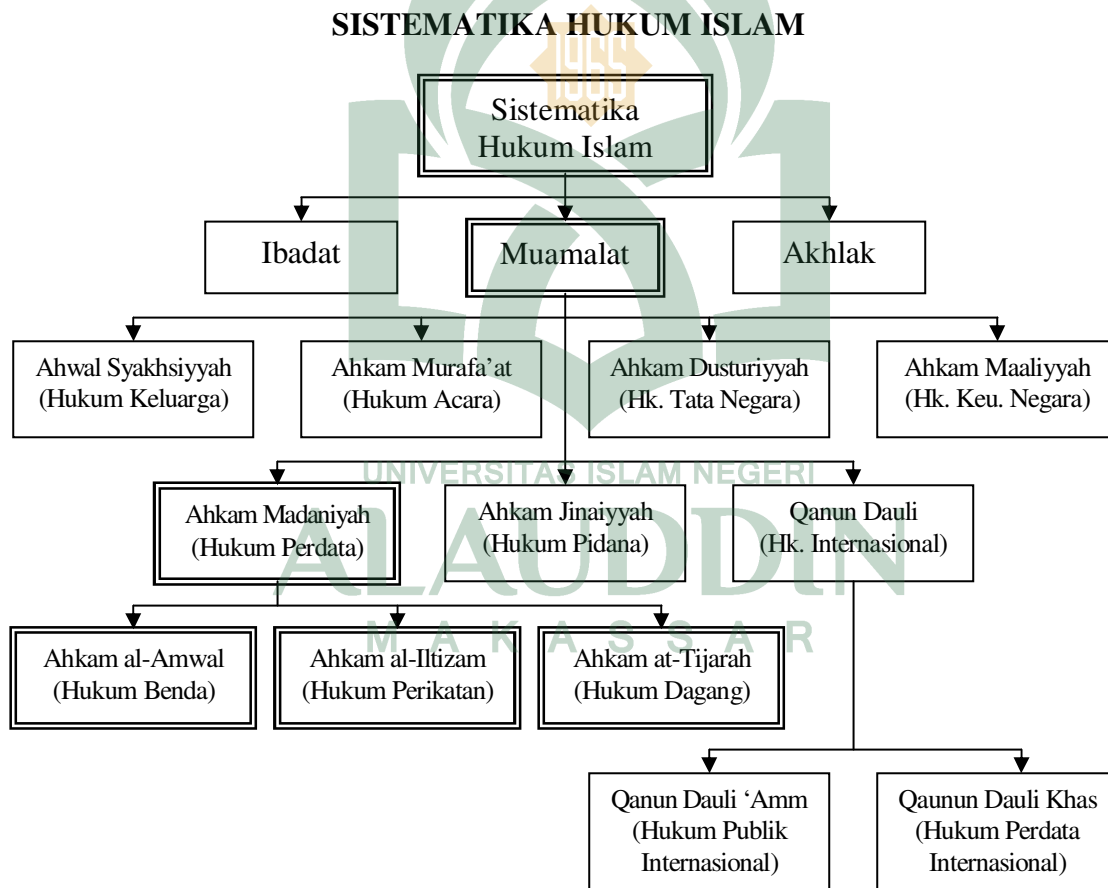 SISTEMATIKA HUKUM ISLAM
1965
Sistematika
Hukum Islam
Ibadat
Muamalat
Akhlak
Ahwal Syakhsiyyah
(Hukum Keluarga)
Ahkam Murafa’at
(Hukum Acara)
Ahkam Dusturiyyah
(Hk. Tata Negara)
Ahkam Maaliyyah
(Hk. Keu. Negara)
UNIVERSITAS ISLAM NEGERI
Ahkam Madaniyah
(Hukum Perdata)
Ahkam Jinaiyyah
(Hukum Pidana)
Qanun Dauli
(Hk. Internasional)
ALAUDDIN
MAKASSAR
Ahkam al-Amwal
(Hukum Benda)
Ahkam al-Iltizam
(Hukum Perikatan)
Ahkam at-Tijarah
(Hukum Dagang)
Qanun Dauli ‘Amm
(Hukum Publik
Internasional)
Qaunun Dauli Khas
(Hukum Perdata
Internasional)